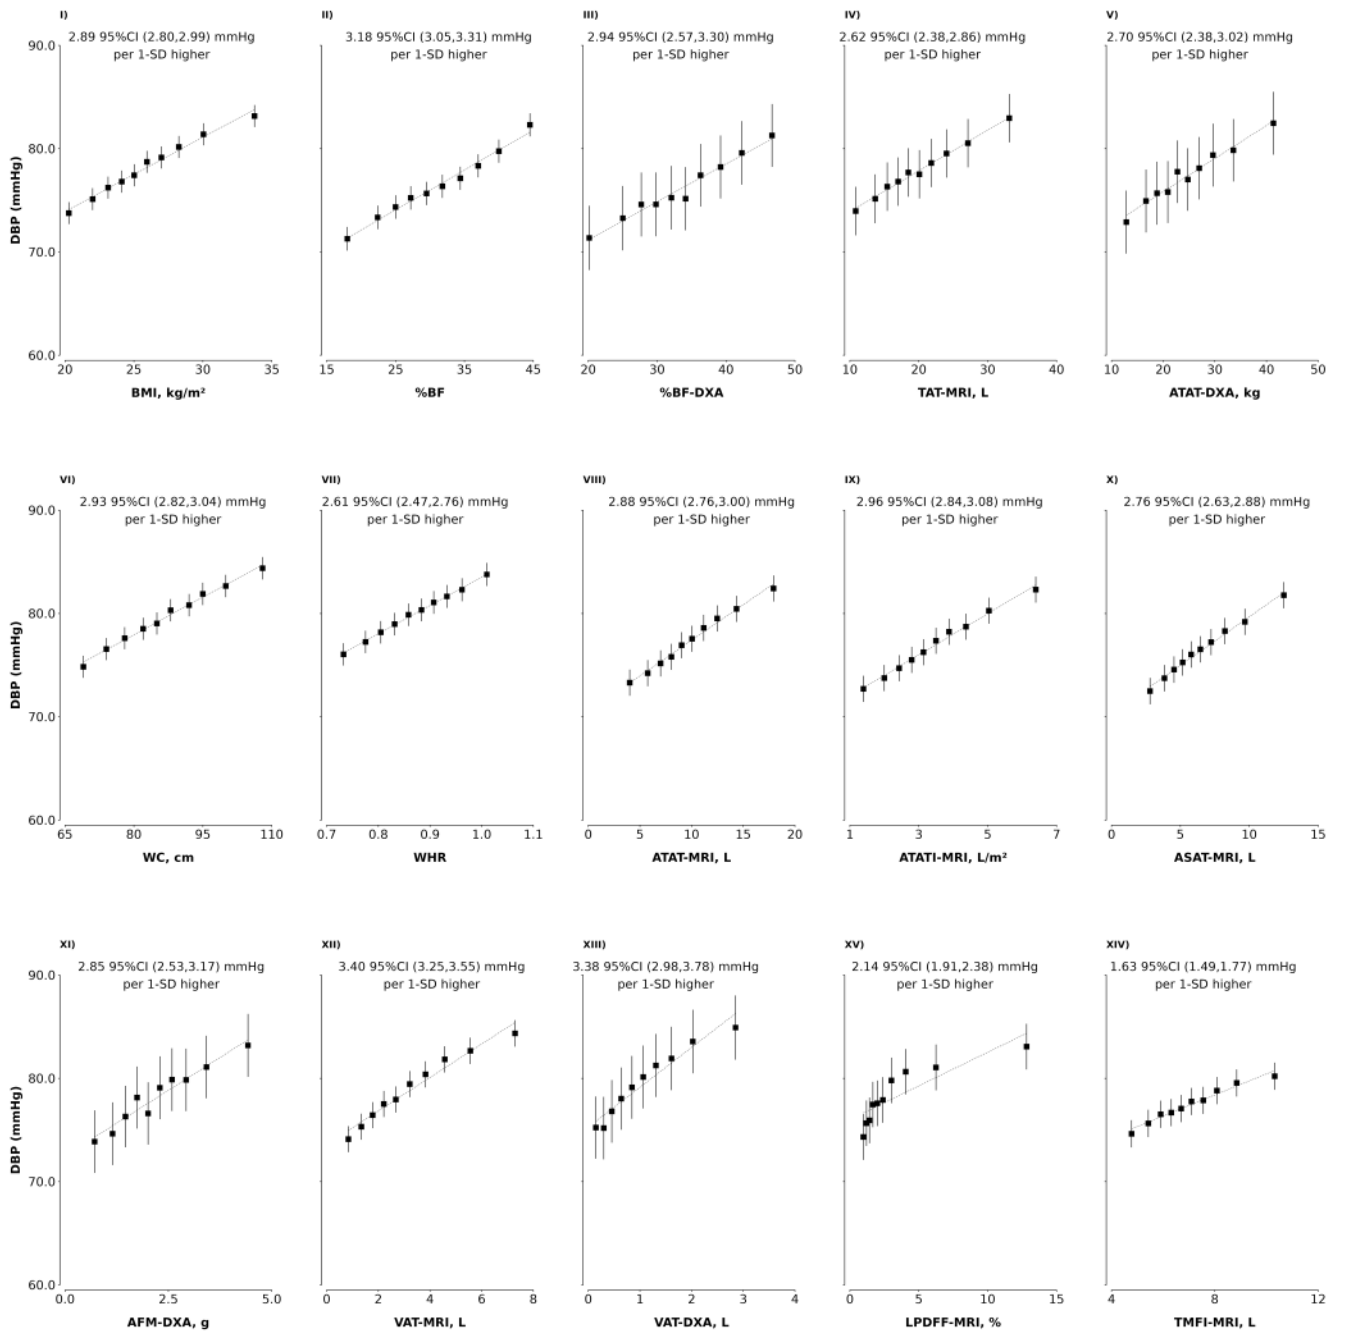 I)
2.89 95%CI (2.80,2.99) mmHg
per 1-SD higher
90.0
80.0
70.0
60.0
DBP (mmHg)
20 25 30 35
BMI, kg/m²
II)
3.18 95%CI (3.05,3.31) mmHg
per 1-SD higher
15 25 35 45
%BF
III)
2.94 95%CI (2.57,3.30) mmHg
per 1-SD higher
20 30 40 50
%BF-DXA
IV)
2.62 95%CI (2.38,2.86) mmHg
per 1-SD higher
10 20 30 40
TAT-MRI, L
V)
2.70 95%CI (2.38,3.02) mmHg
per 1-SD higher
10 20 30 40 50
ATAT-DXA, kg
VI)
2.93 95%CI (2.82,3.04) mmHg
per 1-SD higher
90.0
80.0
70.0
60.0
DBP (mmHg)
65 80 95 110
WC, cm
VII)
2.61 95%CI (2.47,2.76) mmHg
per 1-SD higher
0.7 0.8 0.9 1.0 1.1
WHR
VIII)
2.88 95%CI (2.76,3.00) mmHg
per 1-SD higher
0 5 10 15 20
ATAT-MRI, L
IX)
2.96 95%CI (2.84,3.08) mmHg
per 1-SD higher
1 3 5 7
ATATI-MRI, L/m²
X)
2.76 95%CI (2.63,2.88) mmHg
per 1-SD higher
0 5 10 15
ASAT-MRI, L
XI)
2.85 95%CI (2.53,3.17) mmHg
per 1-SD higher
90.0
80.0
70.0
60.0
DBP (mmHg)
0.0 2.5 5.0
AFM-DXA, g
XII)
3.40 95%CI (3.25,3.55) mmHg
per 1-SD higher
0 2 4 6 8
VAT-MRI, L
XIII)
3.38 95%CI (2.98,3.78) mmHg
per 1-SD higher
0 1 2 3 4
VAT-DXA, L
XV)
2.14 95%CI (1.91,2.38) mmHg
per 1-SD higher
0 5 10 15
LPDFF-MRI, %
XIV)
1.63 95%CI (1.49,1.77) mmHg
per 1-SD higher
4 8 12
TMFI-MRI, L